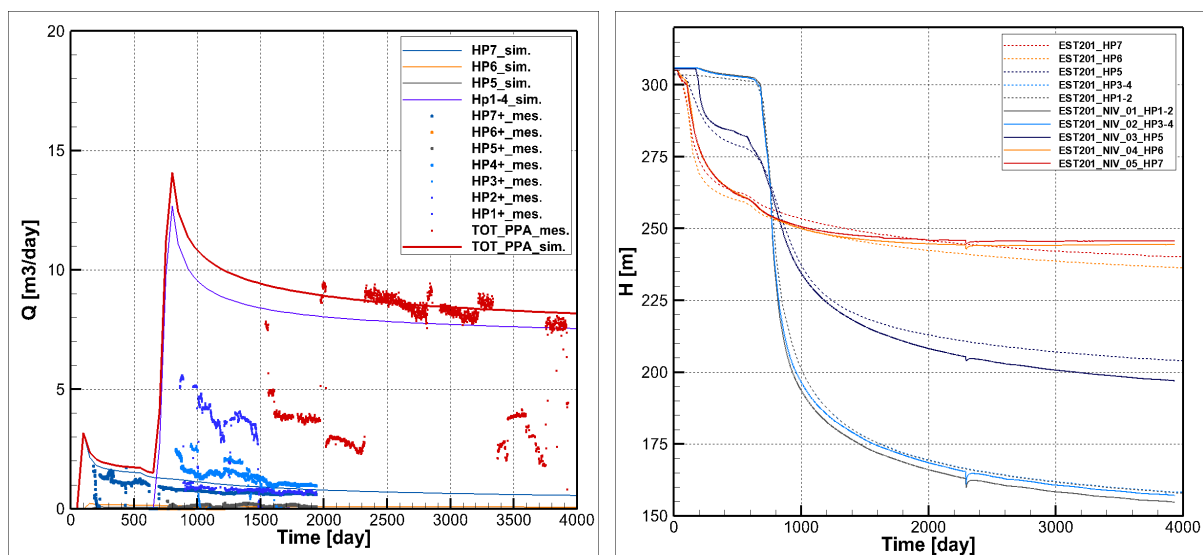 20
15
10
5
0
Q [m3/day]
0
1000
1500
2000
2500
3000
3500
4000
Time [day]
HP7_sim.
HP6_sim.
HP5_sim.
Hp1-4_sim.
HP7+_mes.
HP6+_mes.
HP5+_mes.
HP4+_mes.
HP3+_mes.
HP2+_mes.
HP1+_mes.
TOT_PPA_mes.
TOT_PPA_sim.
300
275
250
225
200
175
150
H [m]
0
1000
2000
3000
4000
Time [day]
EST201_HP7
EST201_HP6
EST201_HP5
EST201_HP3-4
EST201_HP1-2
EST201_NIV_01_HP1-2
EST201_NIV_02_HP3-4
EST201_NIV_03_HP5
EST201_NIV_04_HP6
EST201_NIV_05_HP7